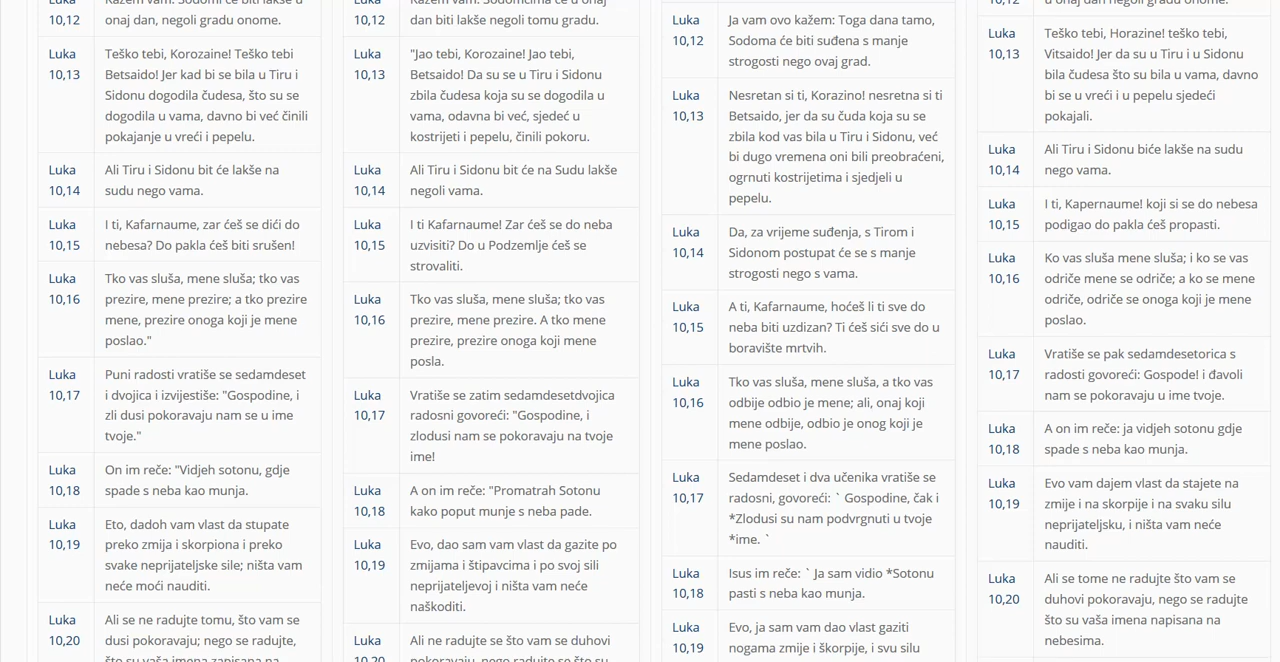 Luka
10,12
onaj dan, negoli gradu onome.
Luka
10,13
Teško tebi, Korozaine! Teško tebi
Betsaido! Jer kad bi se bila u Tiru i
Sidonu dogodila čudesa, što su se
dogodila u vama, davno bi već činili
pokajanje u vreći i pepelu.
Luka
10,14
Ali Tiru i Sidonu bit će lakše na
sudu nego vama.
Luka
10,15
I ti, Kafarnaume, zar ćeš se dići do
nebesa? Do pakla ćeš biti srušen!
Luka
10,16
Tko vas sluša, mene sluša; tko vas
prezire, mene prezire; a tko prezire
mene, prezire onoga koji je mene
poslao."
Luka
10,17
Puni radosti vratiše se sedamdeset
i dvojica i izvijestiše: "Gospodine, i
zli dusi pokoravaju nam se u ime
tvoje."
Luka
10,18
On im reče: "Vidjeh sotonu, gdje
spade s neba kao munja.
Luka
10,19
Eto, dadoh vam vlast da stupate
preko zmija i skorpiona i preko
svake neprijateljske sile; ništa vam
neće moći nauditi.
Luka
10,20
Ali se ne radujte tomu, što vam se
dusi pokoravaju; nego se radujte,
što su vaša imena zapisana na
Luka
10,12
dan biti lakše negoli tomu gradu.
Luka
10,13
"Jao tebi, Korozaine! Jao tebi,
Betsaido! Da su se u Tiru i Sidonu
zbila čudesa koja su se dogodila u
vama, odavna bi već, sjedeć u
kostrijeti i pepelu, činili pokoru.
Luka
10,14
Ali Tiru i Sidonu bit će na Sudu lakše
negoli vama.
Luka
10,15
I ti Kafarnaume! Zar ćeš se do neba
uzvisiti? Do u Podzemlje ćeš se
strovaliti.
Luka
10,16
Tko vas sluša, mene sluša; tko vas
prezire, mene prezire. A tko mene
prezire, prezire onoga koji mene
posla.
Luka
10,17
Vratiše se zatim sedamdesetdvojica
radosni govoreći: "Gospodine, i
zlodusi nam se pokoravaju na tvoje
ime!
Luka
10,18
A on im reče: "Promatrah Sotonu
kako poput munje s neba pade.
Luka
10,19
Evo, dao sam vam vlast da gazite po
zmijama i štipavcima i po svoj sili
neprijateljevoj i ništa vam neće
naškoditi.
Luka
10,20
Ali ne radujte se što vam se duhovi
pokoravaju, nego radujte se što su
Luka
10,12
Ja vam ovo kažem: Toga dana tamo,
Sodoma će biti suđena s manje
strogosti nego ovaj grad.
Luka
10,13
Nesretan si ti, Korazino! nesretna si ti
Betsaido, jer da su čuda koja su se
zbila kod vas bila u Tiru i Sidonu, već
bi dugo vremena oni bili preobraćeni,
ogrnuti kostrijetima i sjedjeli u
pepelu.
Luka
10,14
Da, za vrijeme suđenja, s Tirom i
Sidonom postupat će se s manje
strogosti nego s vama.
Luka
10,15
A ti, Kafarnaume, hoćeš li ti sve do
neba biti uzdizan? Ti ćeš sići sve do u
boravište mrtvih.
Luka
10,16
Tko vas sluša, mene sluša, a tko vas
odbije odbio je mene; ali, onaj koji
mene odbije, odbio je onog koji je
mene poslao.
Luka
10,17
Sedamdeset i dva učenika vratiše se
radosni, govoreći: ` Gospodine, čak i
*Zlodusi su nam podvrgnuti u tvoje
*ime. `
Luka
10,18
Isus im reče: ` Ja sam vidio *Sotonu
pasti s neba kao munja.
Luka
10,19
Evo, ja sam vam dao vlast gaziti
nogama zmije i škorpije, i svu silu
10,12
u onaj dan negoli gradu onome.
Luka
10,13
Teško tebi, Horazine! teško tebi,
Vitsaido! Jer da su u Tiru i u Sidonu
bila čudesa što su bila u vama, davno
bi se u vreći i u pepelu sjedeći
pokajali.
Luka
10,14
Ali Tiru i Sidonu biće lakše na sudu
nego vama.
Luka
10,15
I ti, Kapernaume! koji si se do nebesa
podigao do pakla ćeš propasti.
Luka
10,16
Ko vas sluša mene sluša; i ko se vas
odriče mene se odriče; a ko se mene
odriče, odriče se onoga koji je mene
poslao.
Luka
10,17
Vratiše se pak sedamdesetorica s
radosti govoreći: Gospode! i đavoli
nam se pokoravaju u ime tvoje.
Luka
10,18
A on im reče: ja vidjeh sotonu gdje
spade s neba kao munja.
Luka
10,19
Evo vam dajem vlast da stajete na
zmije i na skorpije i na svaku silu
neprijateljsku, i ništa vam neće
nauditi.
Luka
10,20
Ali se tome ne radujte što vam se
duhovi pokoravaju, nego se radujte
što su vaša imena napisana na
nebesima.